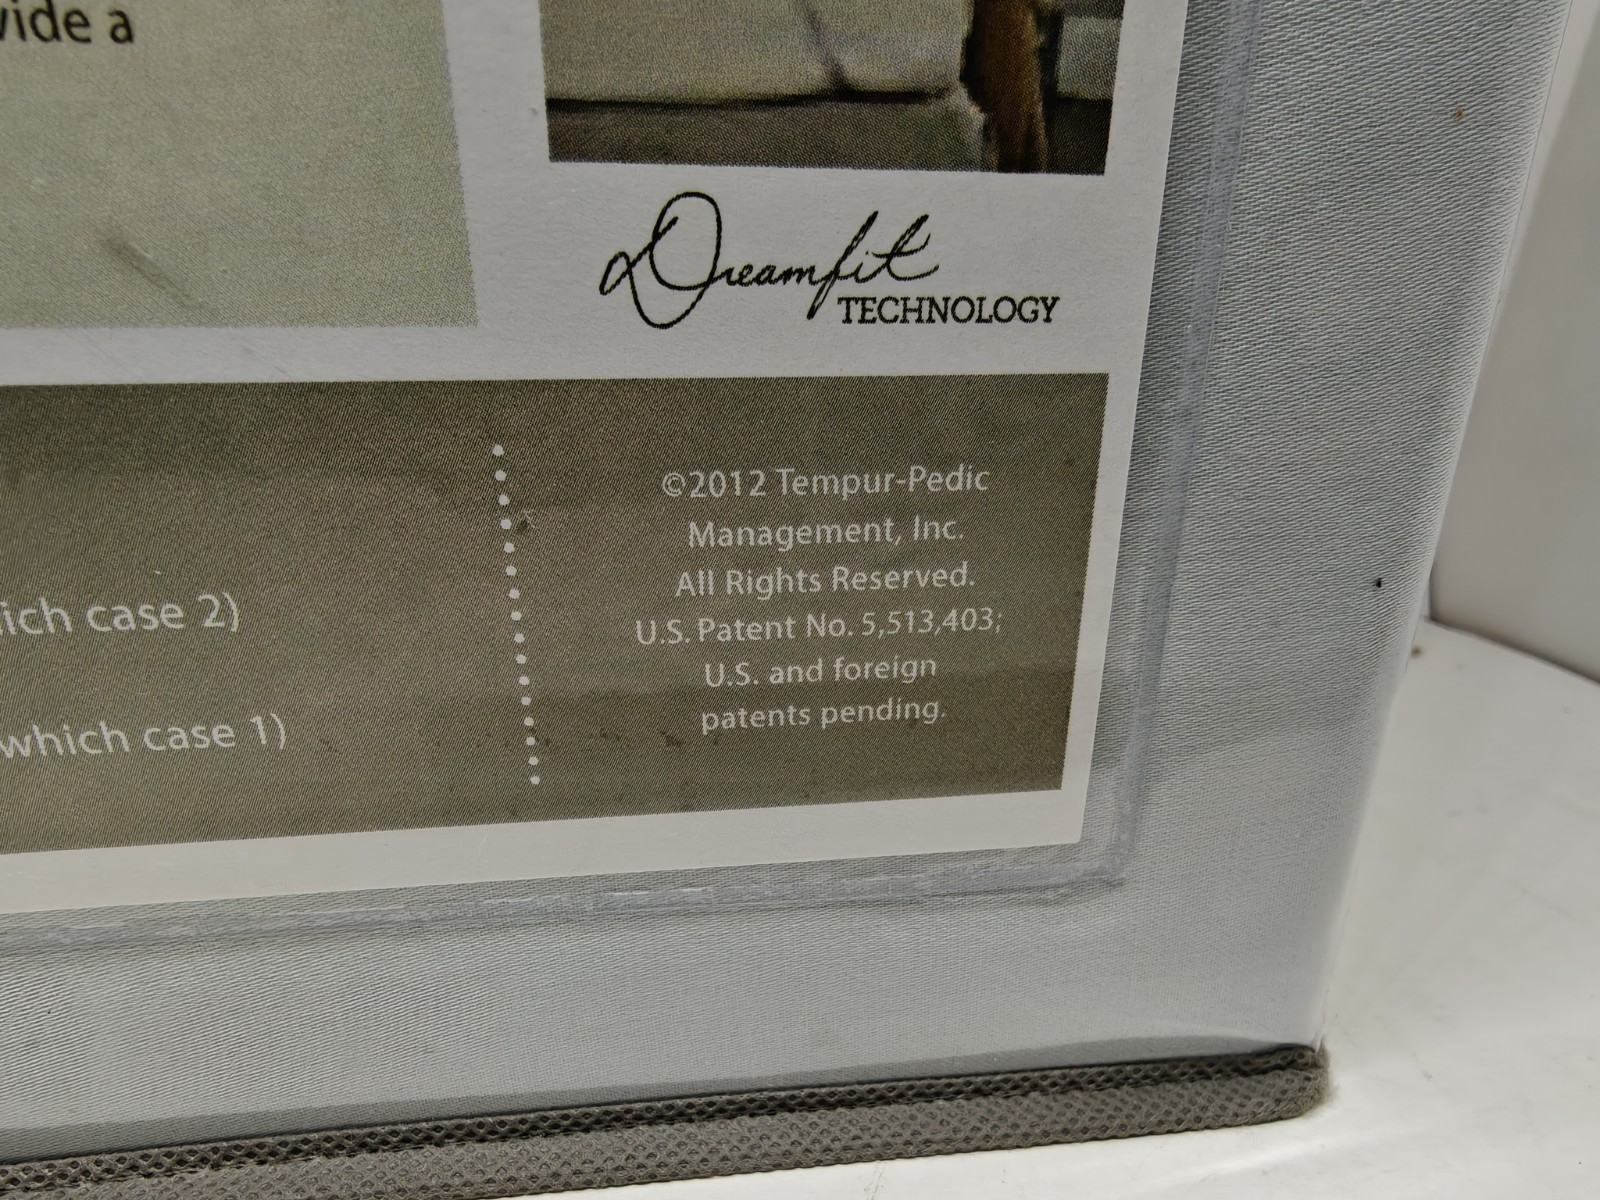 vide a
Dreamfit
TECHNOLOGY
©2012 Tempur-Pedic
Management, Inc.
All Rights Reserved.
U.S. Patent No. 5,513,403;
U.S. and foreign
patents pending.
ich case 2)
which case 1)